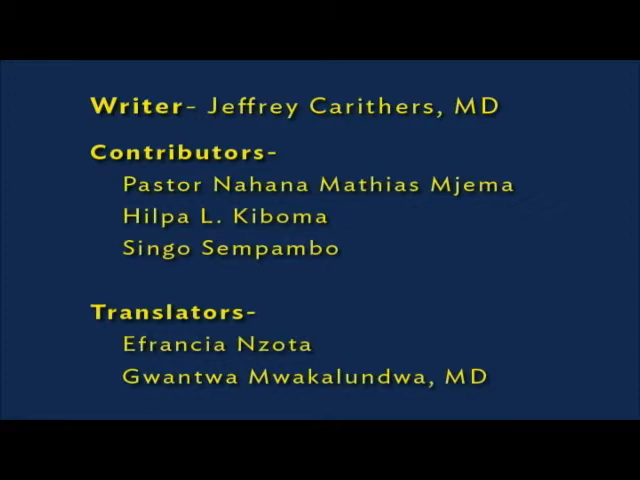 Writer- Jeffrey Carithers, MD
Contributors-
Pastor Nahana Mathias Mjema
Hilpa L. Kiboma
Singo Sempambo
Translators-
Efrancia Nzota
Gwantwa Mwakalundwa, MD